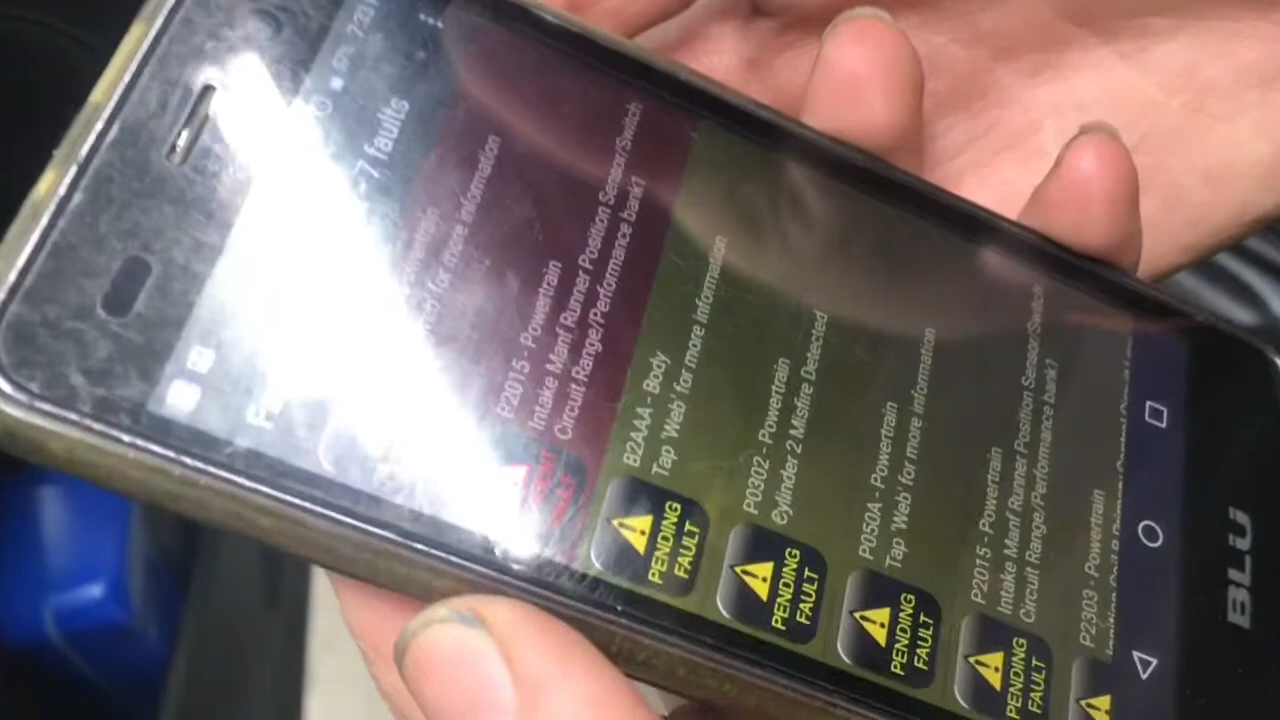 7 faults
for more information
P2015 - Powertrain
Intake Manf Runner Position Sensor/Switch
Circuit Range/Performance bank1
B2AAA - Body
Tap 'Web' for more information
PENDING
FAULT
P0302 - Powertrain
Cylinder 2 Misfire Detected
PENDING
FAULT
P050A - Powertrain
Tap 'Web' for more information
PENDING
FAULT
P2015 - Powertrain
Intake Manf Runner Position Sensor/Switch
Circuit Range/Performance bank1
PENDING
FAULT
P2303 - Powertrain
BLU